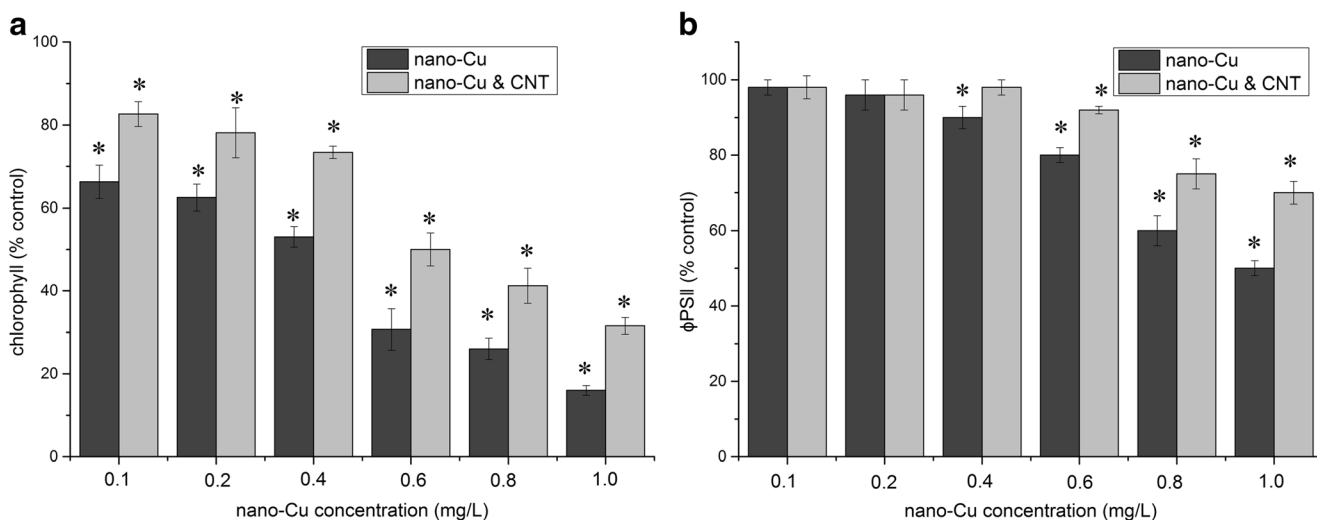 a
100
80
60
40
20
0
chlorophyll (% control)
nano-Cu
nano-Cu & CNT
* * * * * * * * * * * *
0.1 0.2 0.4 0.6 0.8 1.0
nano-Cu concentration (mg/L)
b
100
80
60
40
20
0
ϕPSII (% control)
nano-Cu
nano-Cu & CNT
* * * * * * *
0.1 0.2 0.4 0.6 0.8 1.0
nano-Cu concentration (mg/L)